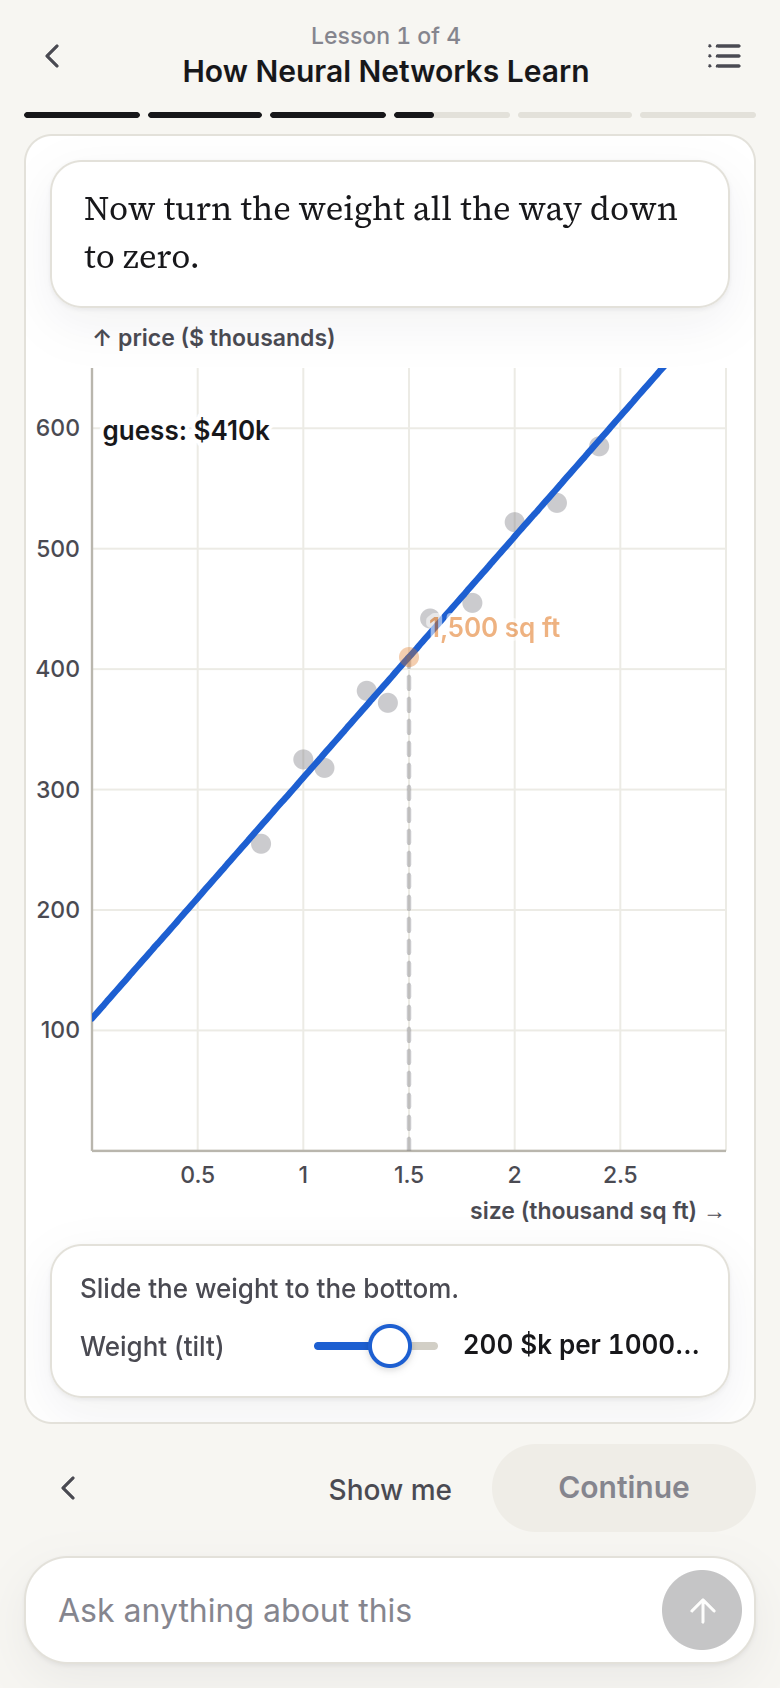 Lesson 1 of 4
How Neural Networks Learn
Now turn the weight all the way down
to zero.
↑ price ($ thousands)
600
guess: $410k
500
1,500 sq ft
400
300
200
100
0.5 1 1.5 2 2.5
size (thousand sq ft) →
Slide the weight to the bottom.
Weight (tilt) 200 $k per 1000...
Show me Continue
Ask anything about this